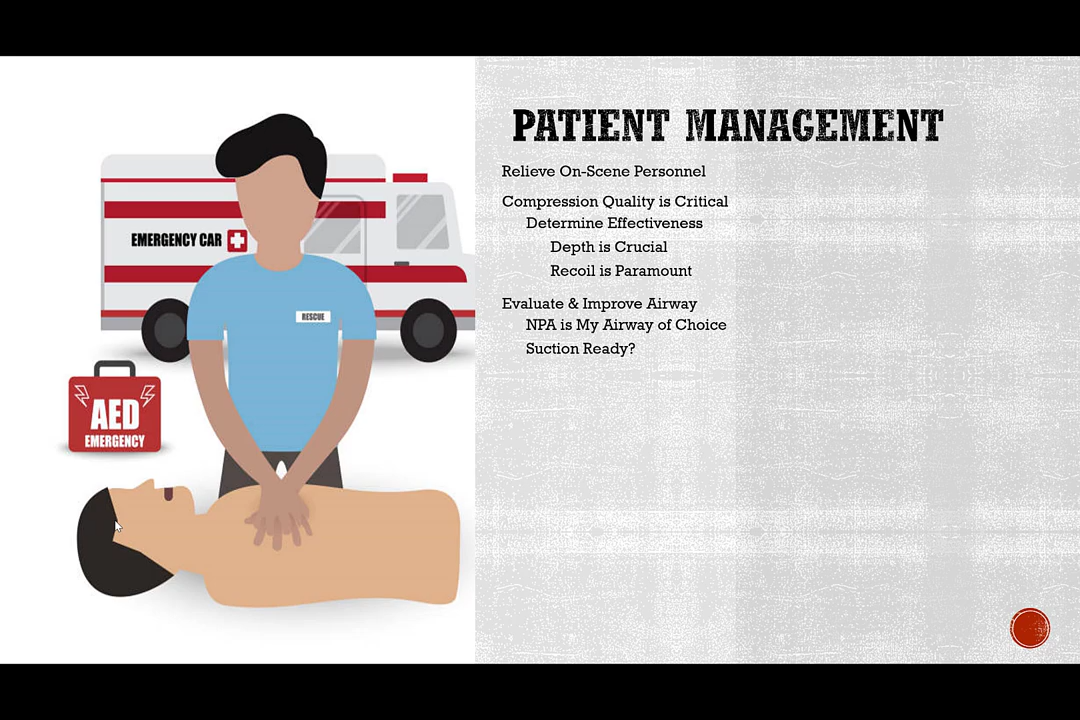 PATIENT MANAGEMENT
Relieve On-Scene Personnel
Compression Quality is Critical
Determine Effectiveness
Depth is Crucial
Recoil is Paramount
Evaluate & Improve Airway
NPA is My Airway of Choice
Suction Ready?
EMERGENCY CAR
RESCUE
AED
EMERGENCY